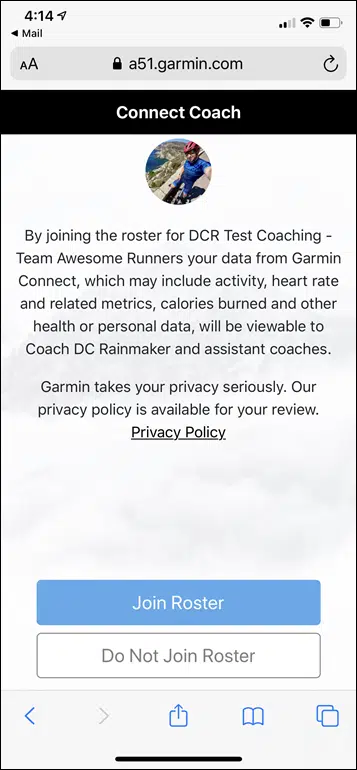 4:14
Mail
AA a51.garmin.com
Connect Coach
By joining the roster for DCR Test Coaching -
Team Awesome Runners your data from Garmin
Connect, which may include activity, heart rate
and related metrics, calories burned and other
health or personal data, will be viewable to
Coach DC Rainmaker and assistant coaches.
Garmin takes your privacy seriously. Our
privacy policy is available for your review.
Privacy Policy
Join Roster
Do Not Join Roster